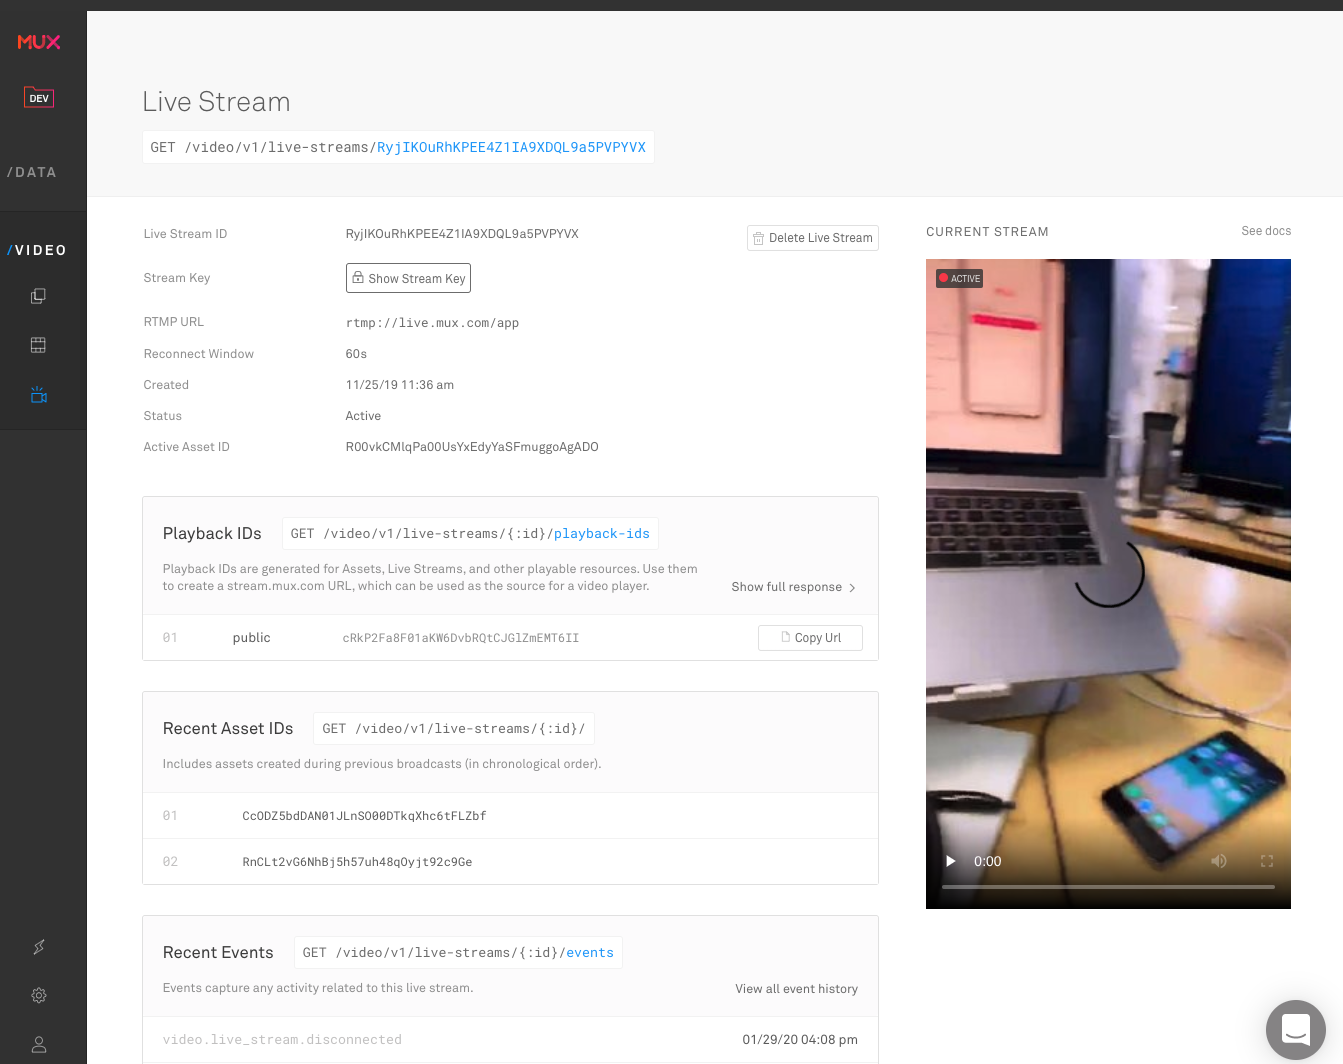 MUX
DEV
/DATA
/VIDEO
Live Stream
GET /video/v1/live-streams/RyjIKOuRhKPEE4Z1IA9XDQL9a5PVPYVX
Live Stream ID RyjIKOuRhKPEE4Z1IA9XDQL9a5PVPYVX
Delete Live Stream
Stream Key Show Stream Key
RTMP URL rtmp://live.mux.com/app
Reconnect Window 60s
Created 11/25/19 11:36 am
Status Active
Active Asset ID R00vkCMlqPa00UsYxEdyYaSFmuggoAgADO
Playback IDs GET /video/v1/live-streams/{:id}/playback-ids
Playback IDs are generated for Assets, Live Streams, and other playable resources. Use them
to create a stream.mux.com URL, which can be used as the source for a video player.
Show full response
01 public cRkP2Fa8F01aKW6DvbRQtCJGlZmEMT6II Copy Url
Recent Asset IDs GET /video/v1/live-streams/{:id}/
Includes assets created during previous broadcasts (in chronological order).
01 CcODZ5bdDAN01JLnSO00DTkqXhc6tFLZbf
02 RnCLt2vG6NhBj5h57uh48qOyjt92c9Ge
Recent Events GET /video/v1/live-streams/{:id}/events
Events capture any activity related to this live stream.
View all event history
video.live_stream.disconnected 01/29/20 04:08 pm
CURRENT STREAM See docs
ACTIVE
0:00